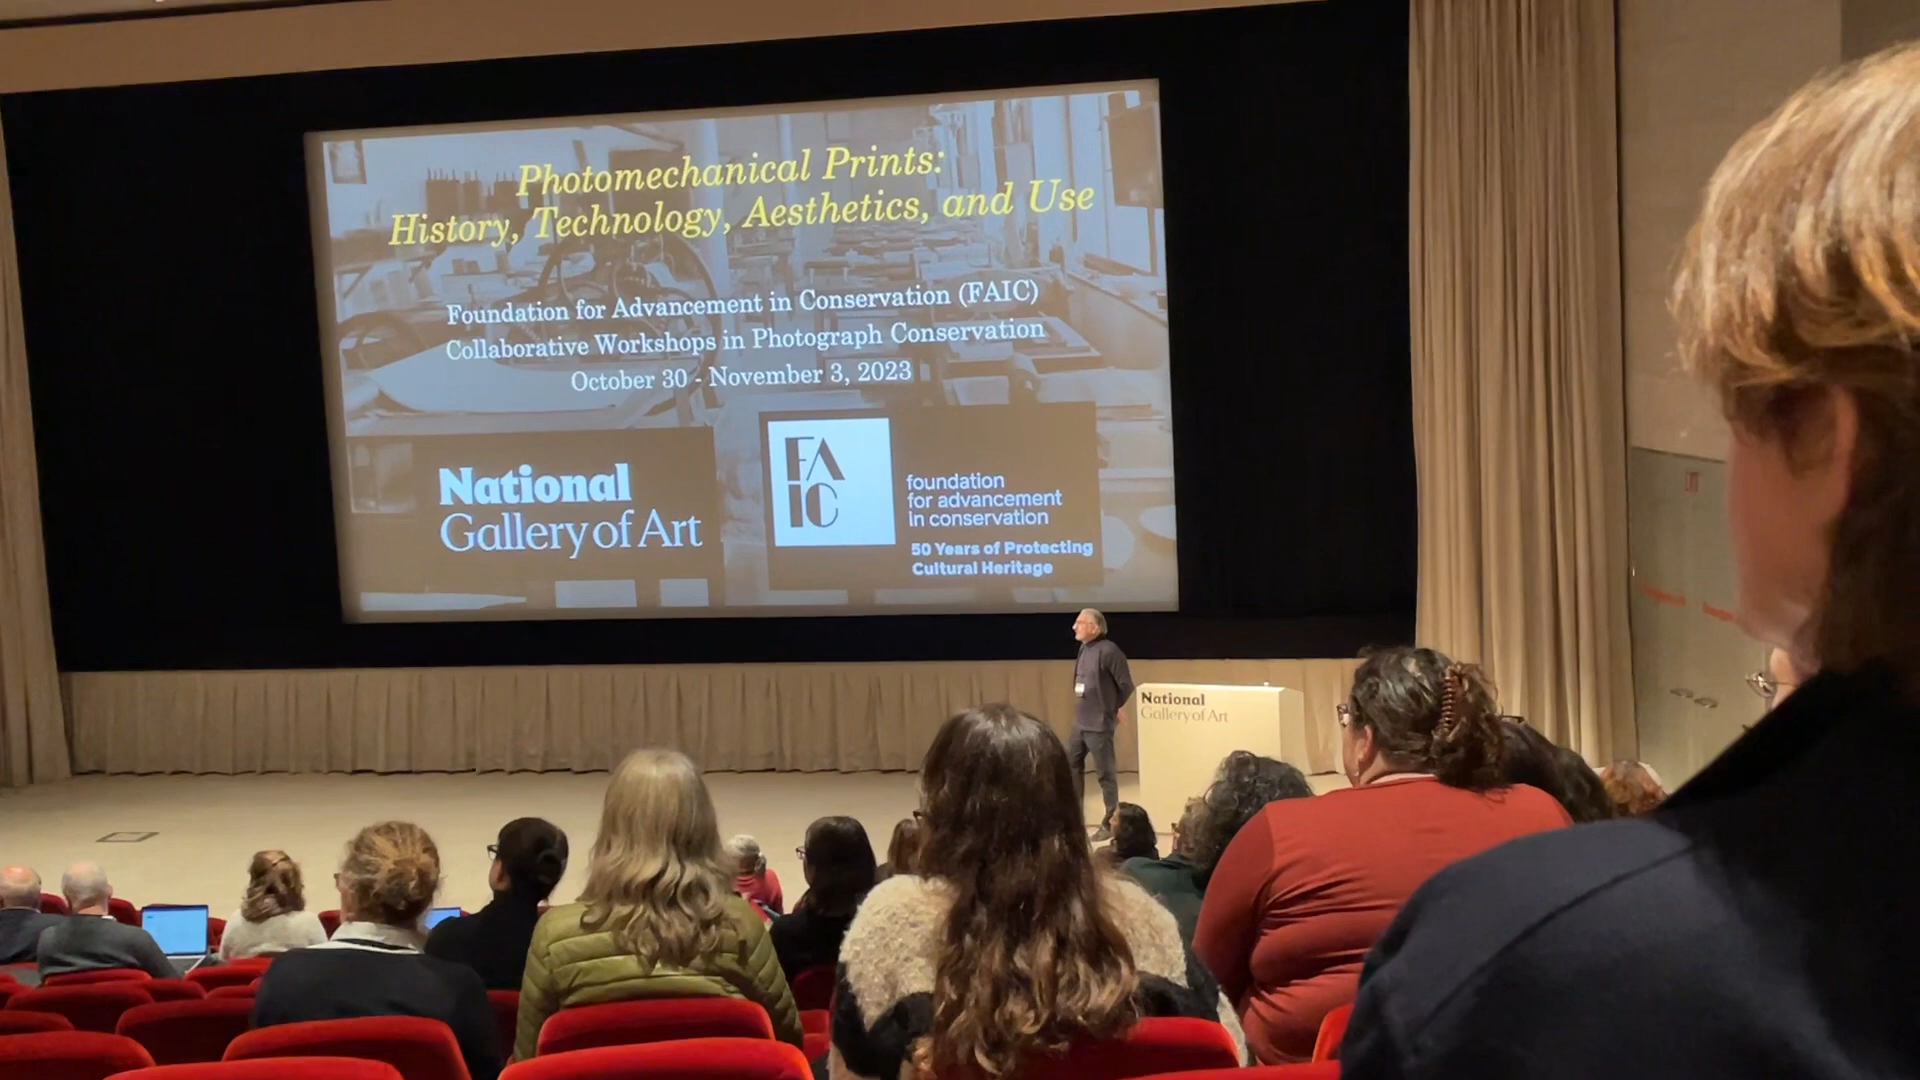 Photomechanical Prints:
History, Technology, Aesthetics, and Use
Foundation for Advancement in Conservation (FAIC)
Collaborative Workshops in Photograph Conservation
October 30 - November 3, 2023
National
Gallery of Art
FA
IC
foundation
for advancement
in conservation
50 Years of Protecting
Cultural Heritage
National
Gallery of Art